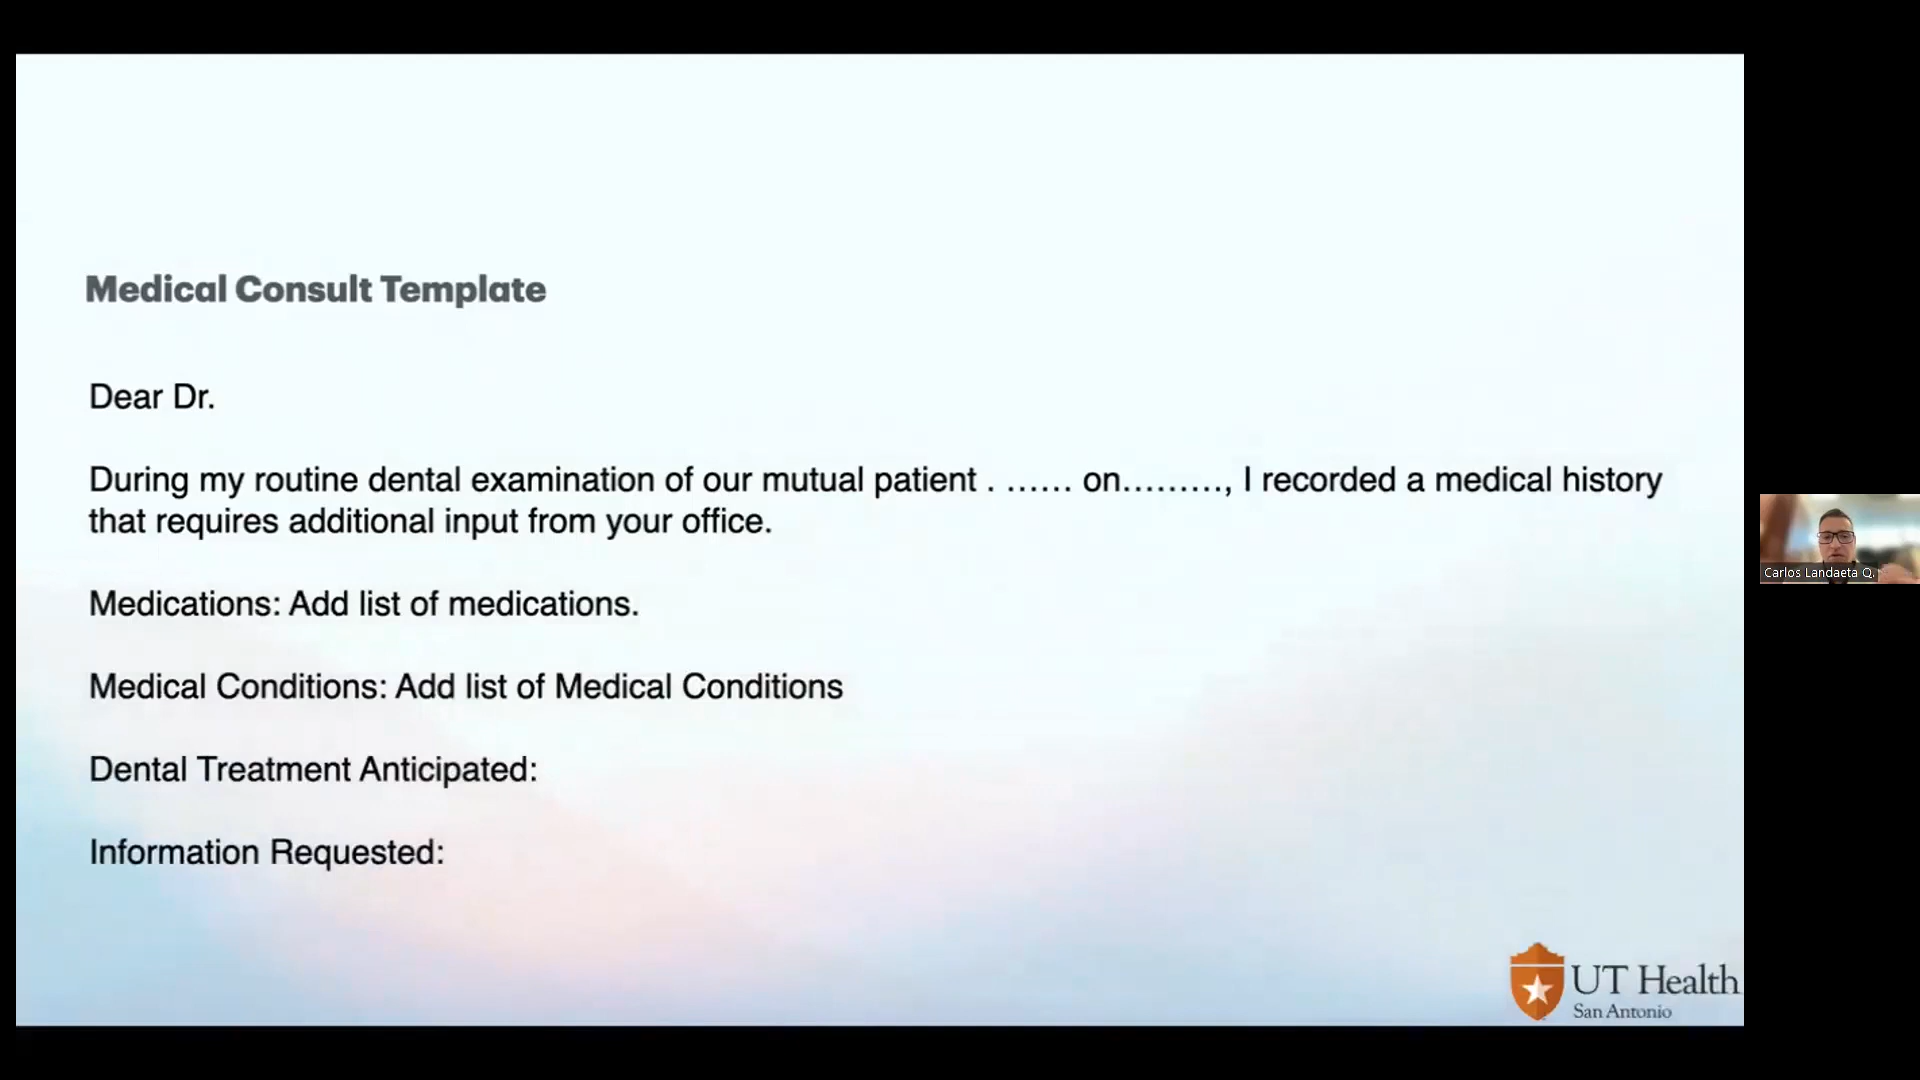 Medical Consult Template
Dear Dr.
During my routine dental examination of our mutual patient . …… on………, I recorded a medical history
that requires additional input from your office.
Medications: Add list of medications.
Medical Conditions: Add list of Medical Conditions
Dental Treatment Anticipated:
Information Requested:
Carlos Landaeta Q.
UT Health
San Antonio